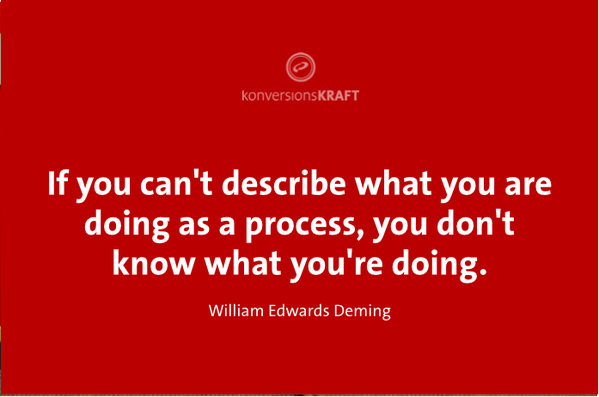 konversionsKRAFT
If you can't describe what you are
doing as a process, you don't
know what you're doing.
William Edwards Deming